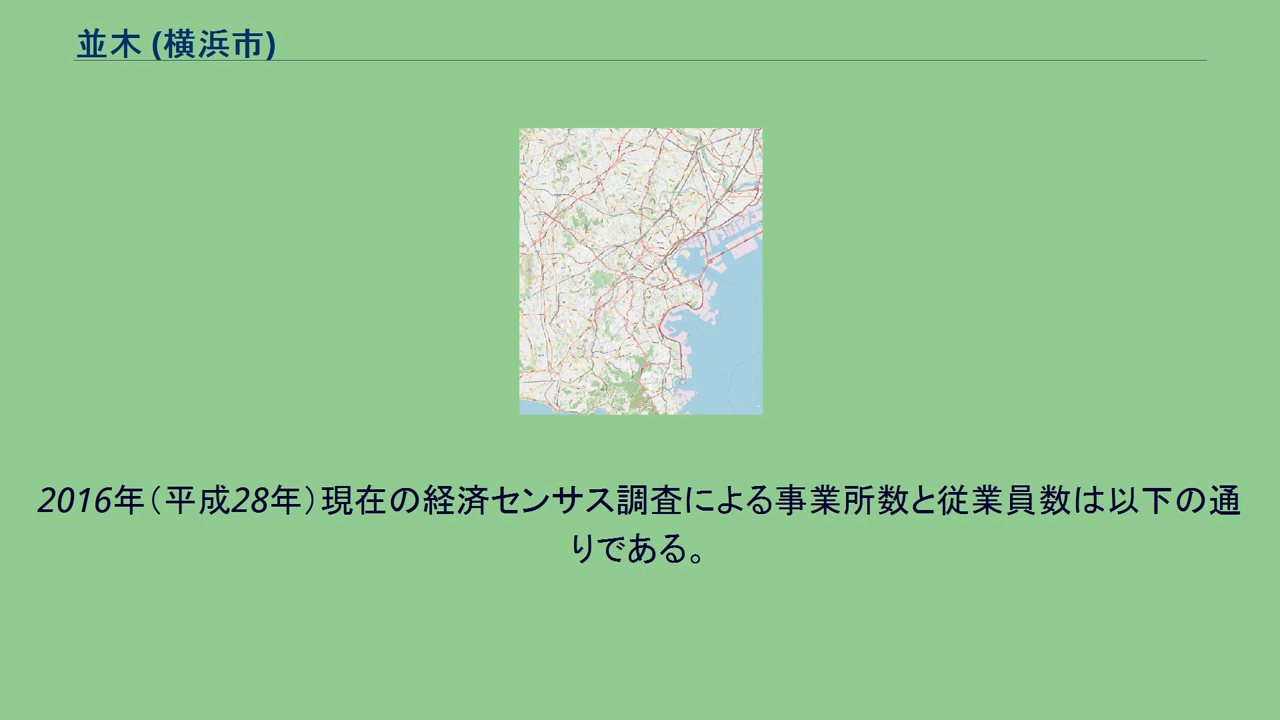 並木 (横浜市)
2016年（平成28年）現在の経済センサス調査による事業所数と従業員数は以下の通
りである。